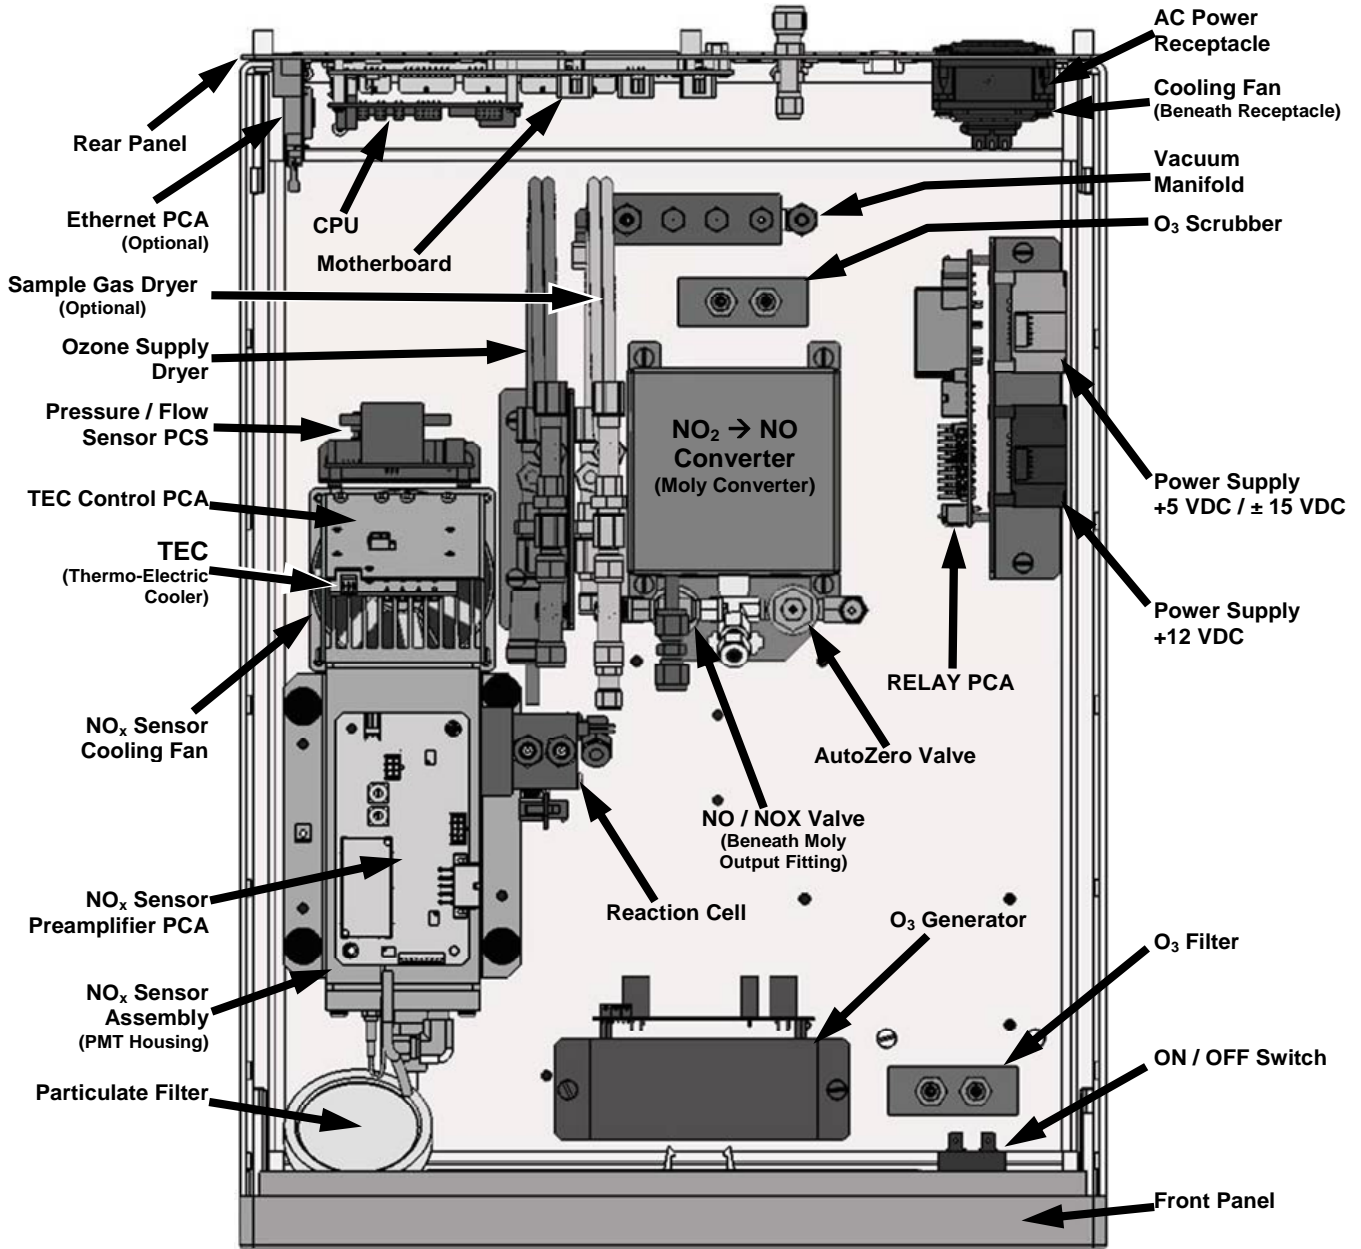 AC Power
Receptacle
Cooling Fan
(Beneath Receptacle)
Rear Panel
Vacuum
Manifold
Ethernet PCA
(Optional)
CPU
O₃ Scrubber
Motherboard
Sample Gas Dryer
(Optional)
Ozone Supply
Dryer
Pressure / Flow
Sensor PCS
NO₂ → NO
Converter
(Moly Converter)
TEC Control PCA
Power Supply
+5 VDC / ± 15 VDC
TEC
(Thermo-Electric
Cooler)
Power Supply
+12 VDC
RELAY PCA
NOₓ Sensor
Cooling Fan
AutoZero Valve
NO / NOX Valve
(Beneath Moly
Output Fitting)
NOₓ Sensor
Preamplifier PCA
Reaction Cell
O₃ Generator
O₃ Filter
NOₓ Sensor
Assembly
(PMT Housing)
ON / OFF Switch
Particulate Filter
Front Panel